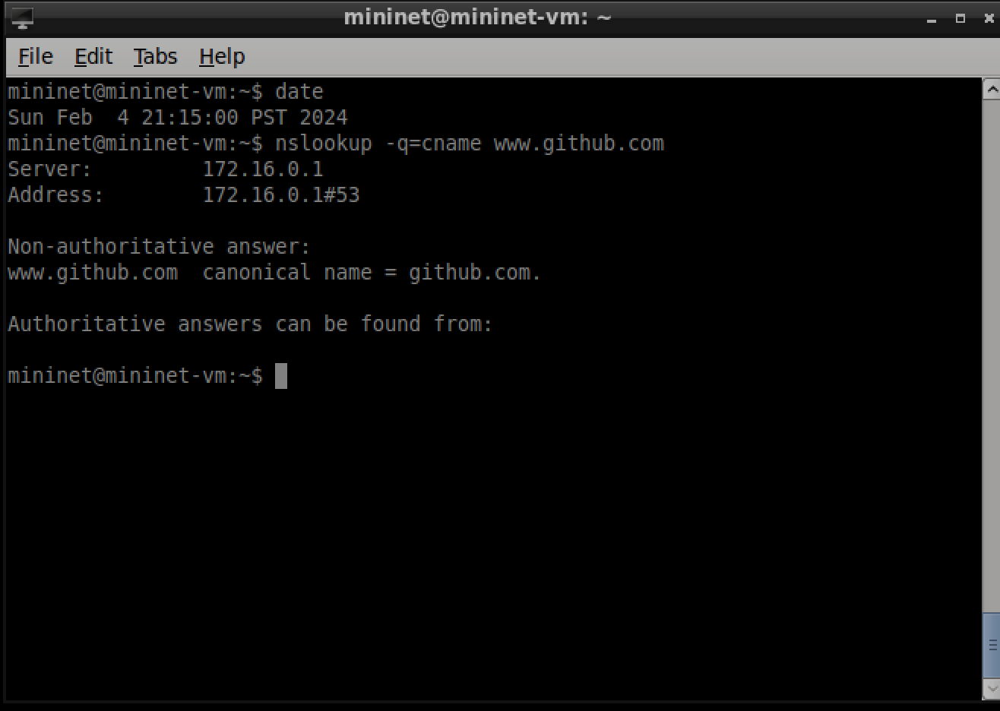 mininet@mininet-vm: ~
File Edit Tabs Help
mininet@mininet-vm:~$ date
Sun Feb  4 21:15:00 PST 2024
mininet@mininet-vm:~$ nslookup -q=cname www.github.com
Server:         172.16.0.1
Address:        172.16.0.1#53
Non-authoritative answer:
www.github.com  canonical name = github.com.
Authoritative answers can be found from:
mininet@mininet-vm:~$